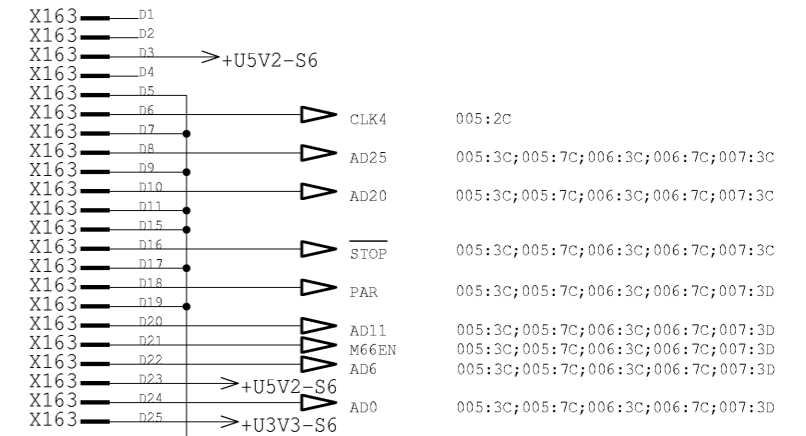 X163 D1
X163 D2
X163 D3 +U5V2-S6
X163 D4
X163 D5
X163 D6 CLK4 005:2C
X163 D7
X163 D8 AD25 005:3C;005:7C;006:3C;006:7C;007:3C
X163 D9
X163 D10 AD20 005:3C;005:7C;006:3C;006:7C;007:3C
X163 D11
X163 D15
X163 D16 STOP 005:3C;005:7C;006:3C;006:7C;007:3C
X163 D17
X163 D18 PAR 005:3C;005:7C;006:3C;006:7C;007:3D
X163 D19
X163 D20 AD11 005:3C;005:7C;006:3C;006:7C;007:3D
X163 D21 M66EN 005:3C;005:7C;006:3C;006:7C;007:3D
X163 D22 AD6 005:3C;005:7C;006:3C;006:7C;007:3D
X163 D23 +U5V2-S6
X163 D24 AD0 005:3C;005:7C;006:3C;006:7C;007:3D
X163 D25 +U3V3-S6